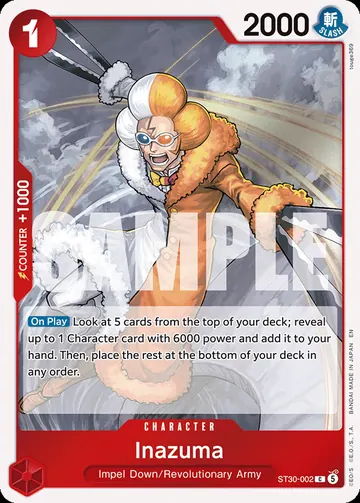 1
2000
斬
SLASH
touge369
COUNTER +1000
SAMPLE
On Play Look at 5 cards from the top of your deck; reveal
up to 1 Character card with 6000 power and add it to your
hand. Then, place the rest at the bottom of your deck in
any order.
CHARACTER
Inazuma
Impel Down/Revolutionary Army
ST30-002 C 5
©E.O/S. ©E.O./S., T.A. BANDAI MADE IN JAPAN EN